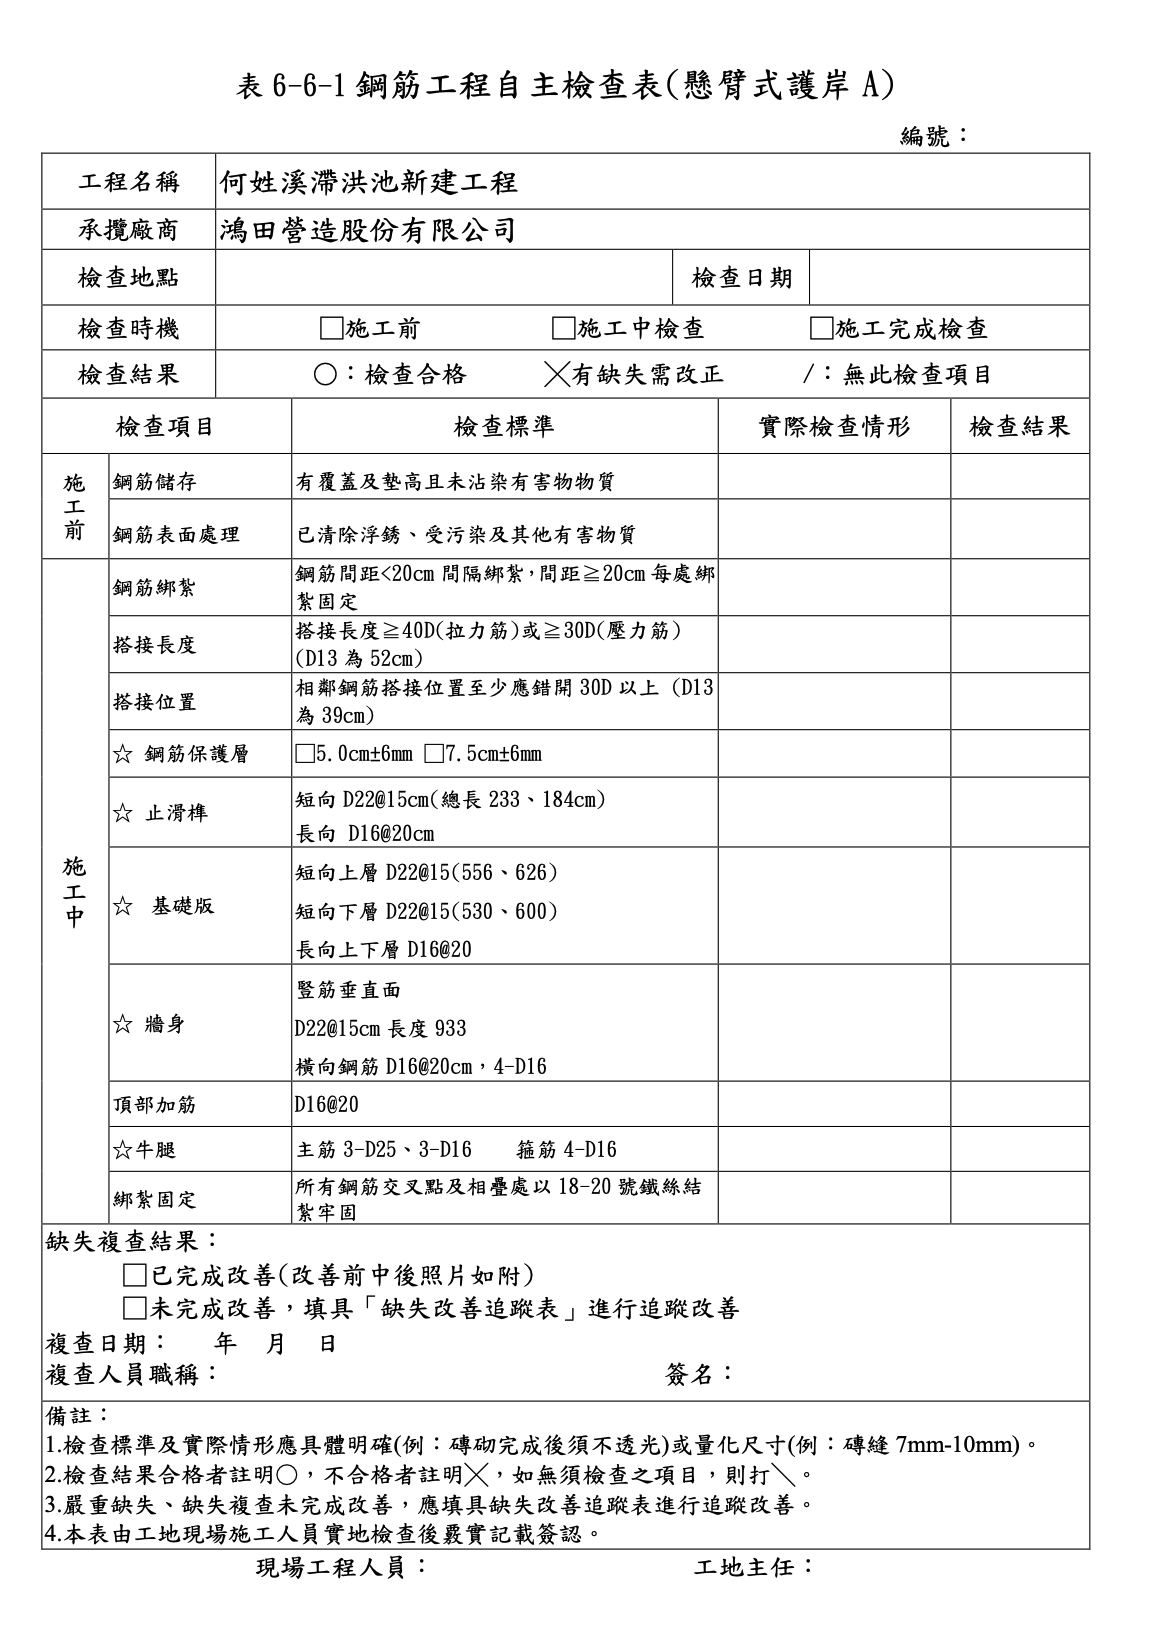 表 6-6-1 鋼筋工程自主檢查表(懸臂式護岸 A)
編號：
工程名稱 何姓溪滯洪池新建工程
承攬廠商 鴻田營造股份有限公司
檢查地點 檢查日期
檢查時機 □施工前 □施工中檢查 □施工完成檢查
檢查結果 ○：檢查合格 ╳有缺失需改正 /：無此檢查項目
檢查項目 檢查標準 實際檢查情形 檢查結果
施工前
鋼筋儲存 有覆蓋及墊高且未沾染有害物物質
鋼筋表面處理 已清除浮銹、受污染及其他有害物質
施工中
鋼筋綁紮 鋼筋間距<20cm 間隔綁紮，間距≧20cm 每處綁
紮固定
搭接長度 搭接長度≧40D(拉力筋)或≧30D(壓力筋)
(D13 為 52cm)
搭接位置 相鄰鋼筋搭接位置至少應錯開 30D 以上 (D13
為 39cm)
☆ 鋼筋保護層 □5.0cm±6mm □7.5cm±6mm
☆ 止滑榫 短向 D22@15cm(總長 233、184cm)
長向 D16@20cm
☆ 基礎版 短向上層 D22@15(556、626)
短向下層 D22@15(530、600)
長向上下層 D16@20
☆ 牆身 豎筋垂直面
D22@15cm 長度 933
橫向鋼筋 D16@20cm，4-D16
頂部加筋 D16@20
☆牛腿 主筋 3-D25、3-D16 箍筋 4-D16
綁紮固定 所有鋼筋交叉點及相疊處以 18-20 號鐵絲結
紮牢固
缺失複查結果：
□已完成改善(改善前中後照片如附)
□未完成改善，填具「缺失改善追蹤表」進行追蹤改善
複查日期： 年 月 日
複查人員職稱： 簽名：
備註：
1.檢查標準及實際情形應具體明確(例：磚砌完成後須不透光)或量化尺寸(例：磚縫 7mm-10mm)。
2.檢查結果合格者註明○，不合格者註明╳，如無須檢查之項目，則打╲。
3.嚴重缺失、缺失複查未完成改善，應填具缺失改善追蹤表進行追蹤改善。
4.本表由工地現場施工人員實地檢查後覈實記載簽認。
現場工程人員： 工地主任：